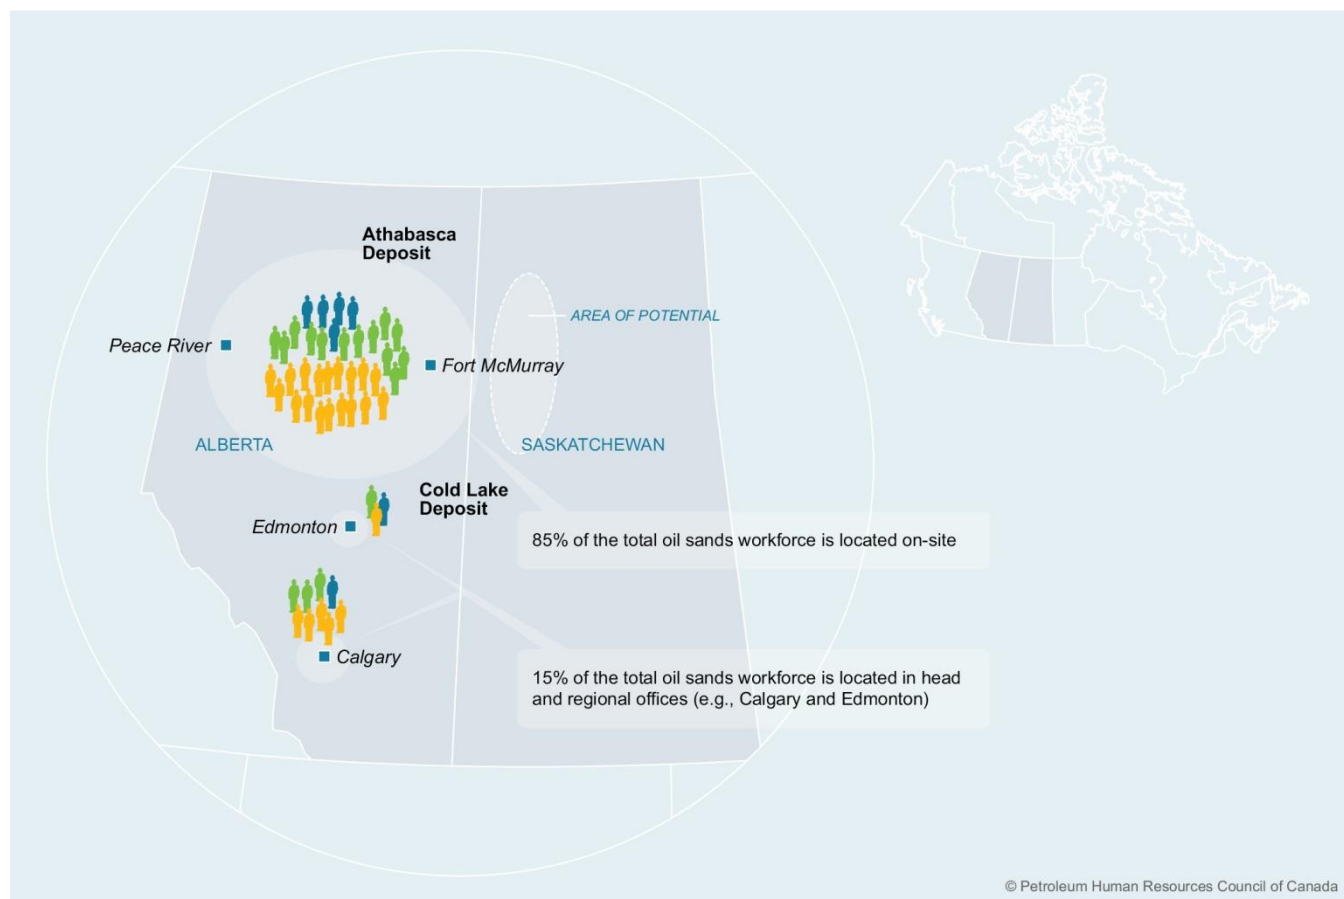 Athabasca
Deposit
AREA OF POTENTIAL
Peace River
Fort McMurray
ALBERTA
SASKATCHEWAN
Cold Lake
Deposit
Edmonton
85% of the total oil sands workforce is located on-site
Calgary
15% of the total oil sands workforce is located in head
and regional offices (e.g., Calgary and Edmonton)
© Petroleum Human Resources Council of Canada